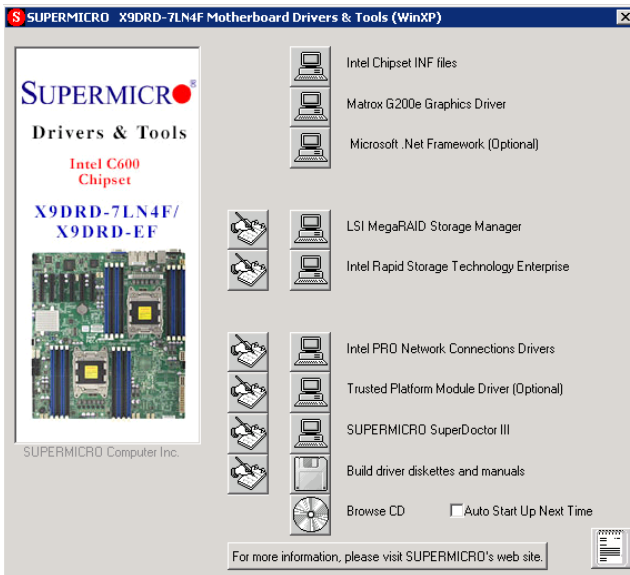 S SUPERMICRO X9DRD-7LN4F Motherboard Drivers & Tools (WinXP)
SUPERMICRO®
Drivers & Tools
Intel C600
Chipset
X9DRD-7LN4F/
X9DRD-EF
SUPERMICRO Computer Inc.
Intel Chipset INF files
Matrox G200e Graphics Driver
Microsoft .Net Framework (Optional)
LSI MegaRAID Storage Manager
Intel Rapid Storage Technology Enterprise
Intel PRO Network Connections Drivers
Trusted Platform Module Driver (Optional)
SUPERMICRO SuperDoctor III
Build driver diskettes and manuals
Browse CD Auto Start Up Next Time
For more information, please visit SUPERMICRO's web site.